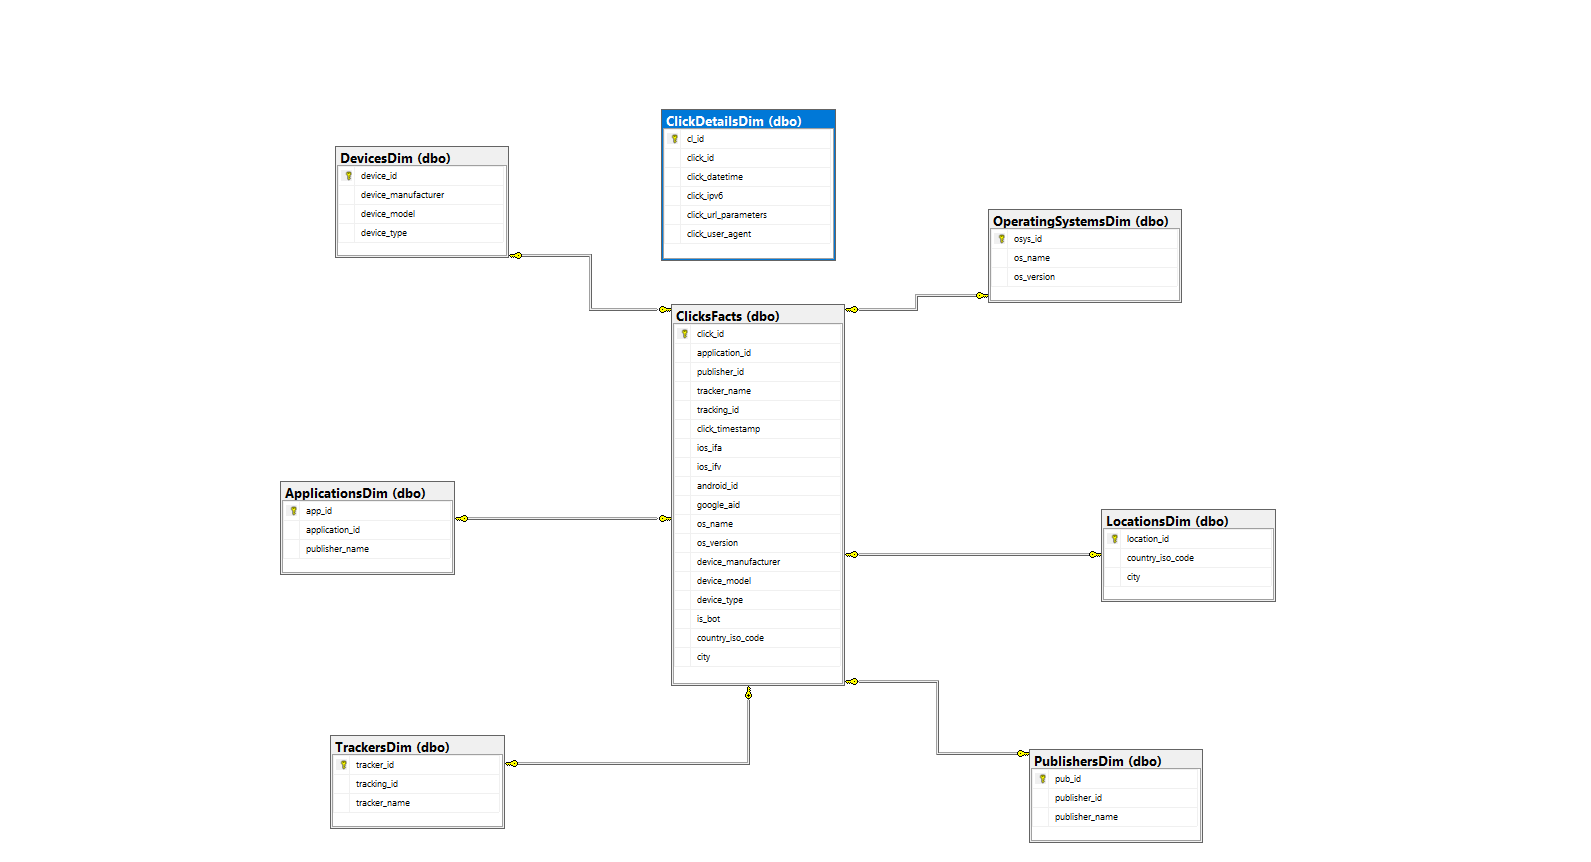 ClickDetailsDim (dbo)
cl_id
click_id
click_datetime
click_ipv6
click_url_parameters
click_user_agent
DevicesDim (dbo)
device_id
device_manufacturer
device_model
device_type
OperatingSystemsDim (dbo)
osys_id
os_name
os_version
ClicksFacts (dbo)
click_id
application_id
publisher_id
tracker_name
tracking_id
click_timestamp
ios_ifa
ios_ifv
android_id
google_aid
os_name
os_version
device_manufacturer
device_model
device_type
is_bot
country_iso_code
city
ApplicationsDim (dbo)
app_id
application_id
publisher_name
LocationsDim (dbo)
location_id
country_iso_code
city
TrackersDim (dbo)
tracker_id
tracking_id
tracker_name
PublishersDim (dbo)
pub_id
publisher_id
publisher_name